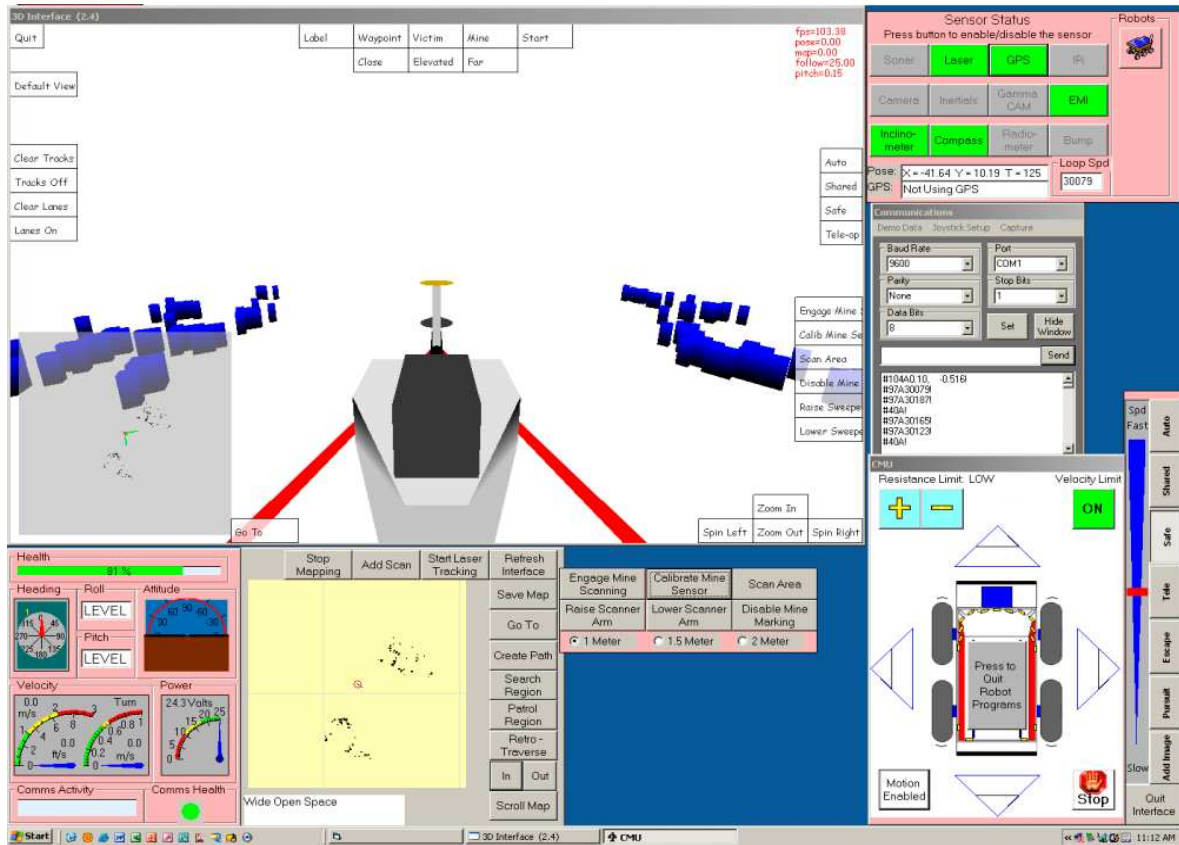 3D Interface (2.4)
Quit
Label Waypoint Victim Mine Start
Close Elevated Far
fps=103.38
pose=0.00
map=0.00
follow=25.00
pitch=0.15
Default View
Clear Tracks
Tracks Off
Clear Lanes
Lanes On
Auto
Shared
Safe
Tele-op
Engage Mine S
Calib Mine Se
Scan Area
Disable Mine
Raise Sweepe
Lower Sweepe
Zoom In
Go To
Spin Left Zoom Out Spin Right
Sensor Status
Press button to enable/disable the sensor
Robots
Sonar Laser GPS IRi
Camera Inertials Gamma CAM EMI
Inclino-meter Compass Radio-meter Bump
Pose: X = -41.64 Y = 10.19 T = 125
GPS: Not Using GPS
Loop Spd
30079
Communications
Demo Data Joystick Setup Capture
Baud Rate
9600
Port
COM1
Parity
None
Stop Bits
1
Data Bits
8
Set
Hide Window
Send
#104A0.10, -0.516!
#97A30079!
#97A30187!
#40A!
#97A30165!
#97A30123!
#40A!
CMU
Resistance Limit: LOW
Velocity Limit
ON
Press to
Quit
Robot
Programs
Motion
Enabled
Stop
Spd
Fast
Slow
Auto
Shared
Safe
Tele
Escape
Pursuit
Add Image
Quit
Interface
Health
81 %
Heading
Roll
LEVEL
Pitch
LEVEL
Attitude
Velocity
0.0
m/s
Turn
0.0
ft/s
0.0
m/s
Power
24.3 Volts
Comms Activity
Comms Health
Stop Mapping
Add Scan
Start Laser Tracking
Refresh Interface
Save Map
Go To
Create Path
Search Region
Patrol Region
Retro-Traverse
In Out
Scroll Map
Wide Open Space
Engage Mine Scanning
Calibrate Mine Sensor
Scan Area
Raise Scanner Arm
Lower Scanner Arm
Disable Mine Marking
1 Meter 1.5 Meter 2 Meter
Start
3D Interface (2.4)
CMU
11:12 AM